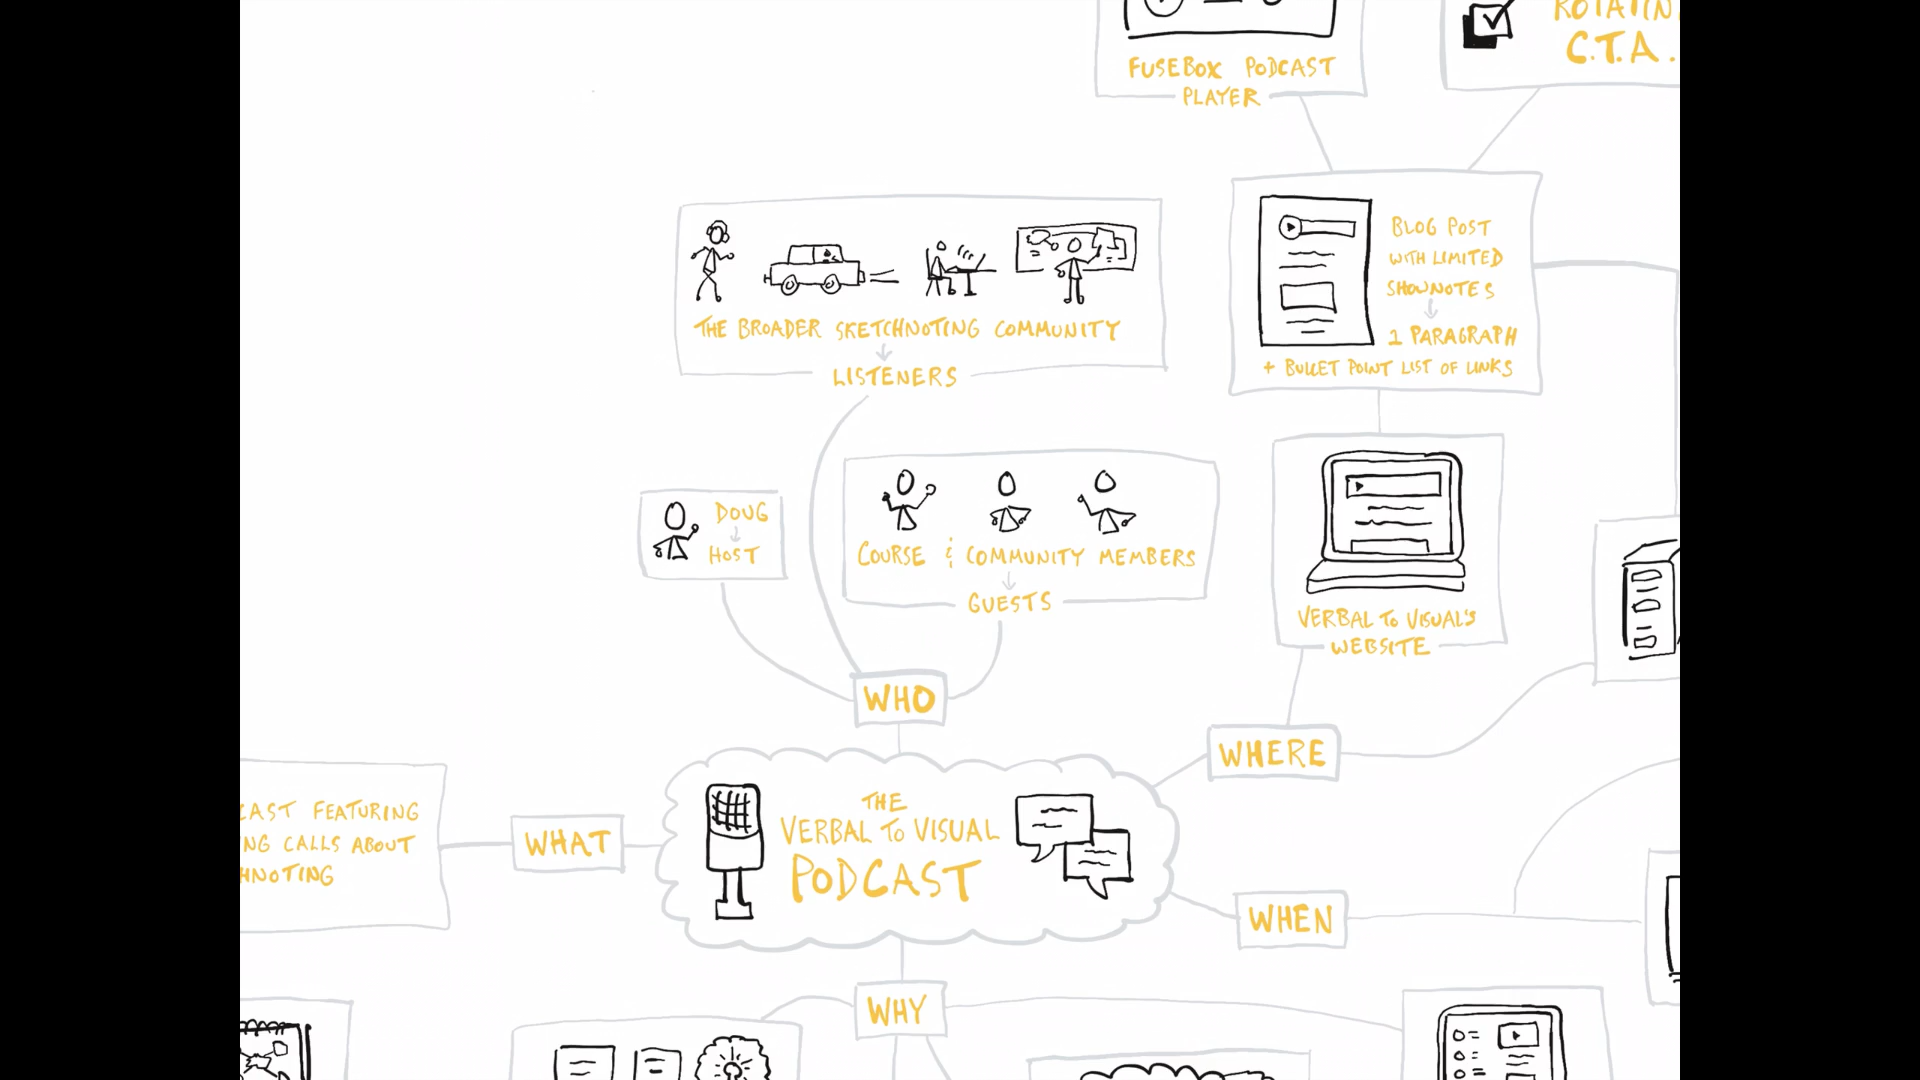 FUSEBOX PODCAST
PLAYER
C.T.A.
THE BROADER SKETCHNOTING COMMUNITY
LISTENERS
BLOG POST
WITH LIMITED
SHOWNOTES
1 PARAGRAPH
+ BULLET POINT LIST OF LINKS
DOUG
HOST
COURSE & COMMUNITY MEMBERS
GUESTS
VERBAL TO VISUAL'S
WEBSITE
WHO
WHERE
FEATURING
CALLS ABOUT
WHAT
THE
VERBAL TO VISUAL
PODCAST
WHEN
WHY